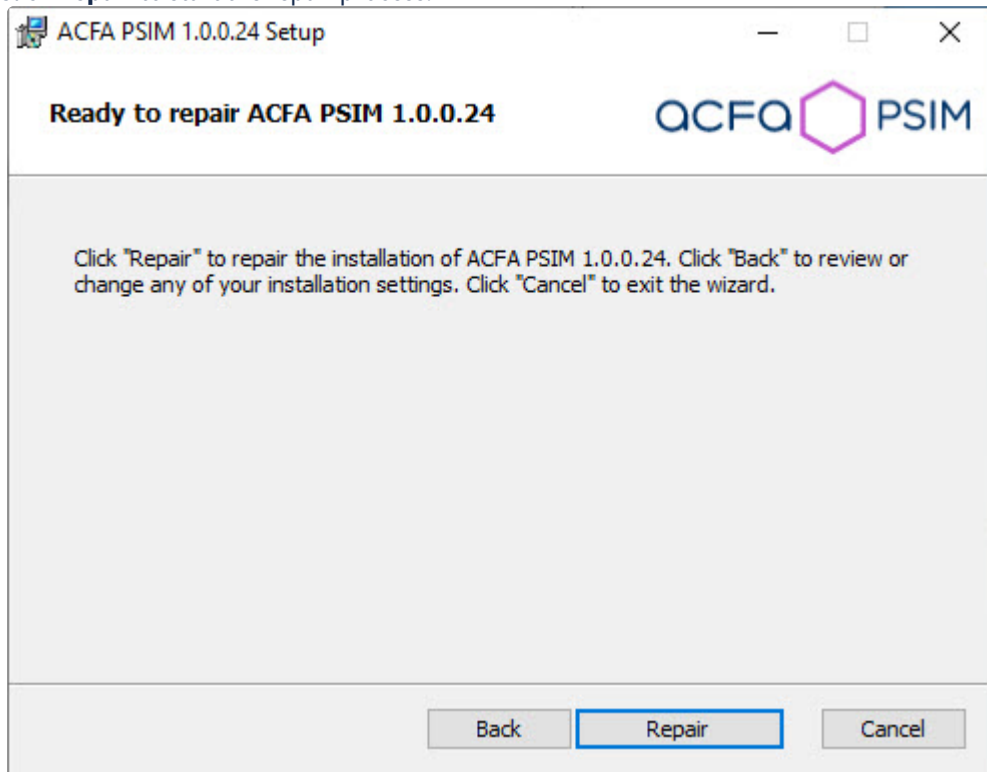 ACFA PSIM 1.0.0.24 Setup
Ready to repair ACFA PSIM 1.0.0.24
acfa PSIM
Click "Repair" to repair the installation of ACFA PSIM 1.0.0.24. Click "Back" to review or
change any of your installation settings. Click "Cancel" to exit the wizard.
Back Repair Cancel